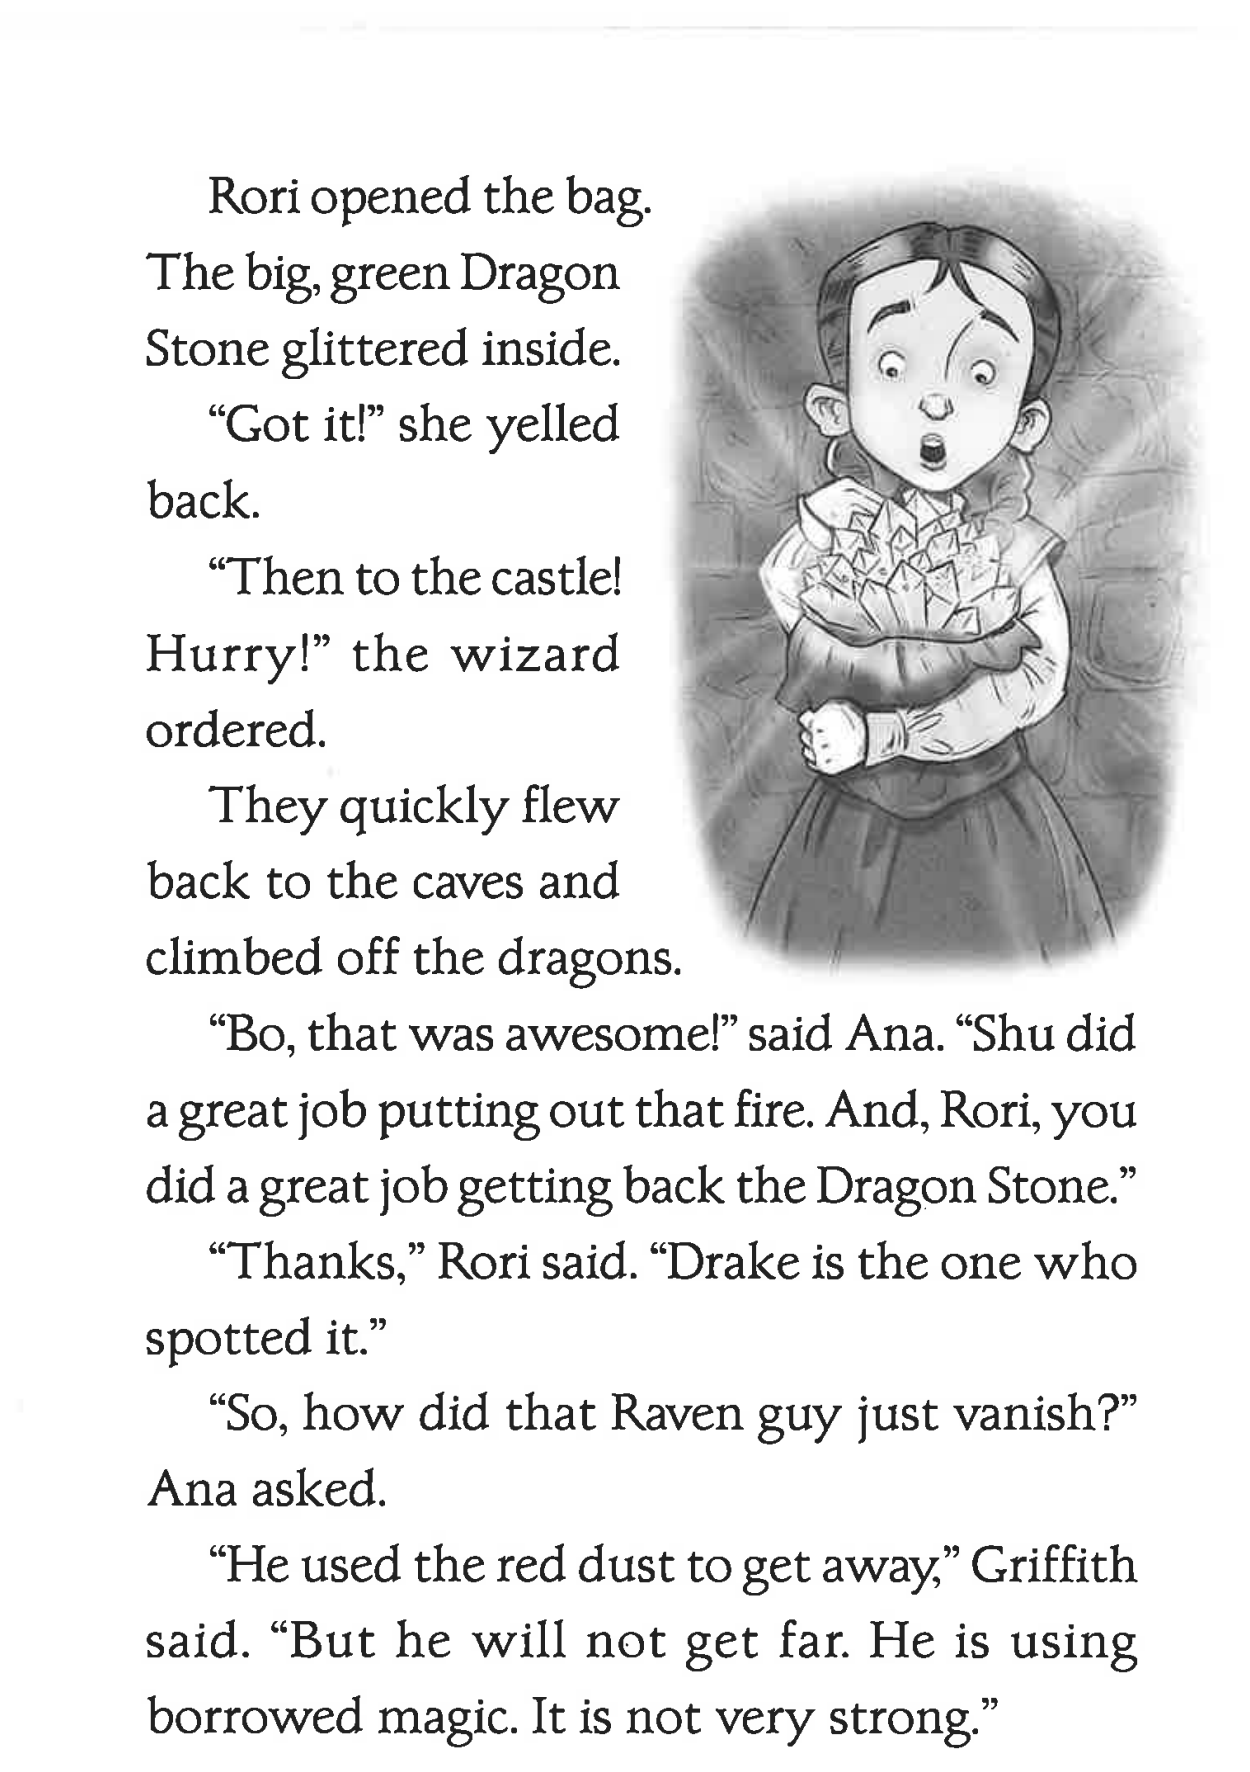 Rori opened the bag.
The big, green Dragon
Stone glittered inside.
“Got it!” she yelled
back.
“Then to the castle!
Hurry!” the wizard
ordered.
They quickly flew
back to the caves and
climbed off the dragons.
“Bo, that was awesome!” said Ana. “Shu did
a great job putting out that fire. And, Rori, you
did a great job getting back the Dragon Stone.”
“Thanks,” Rori said. “Drake is the one who
spotted it.”
“So, how did that Raven guy just vanish?”
Ana asked.
“He used the red dust to get away,” Griffith
said. “But he will not get far. He is using
borrowed magic. It is not very strong.”